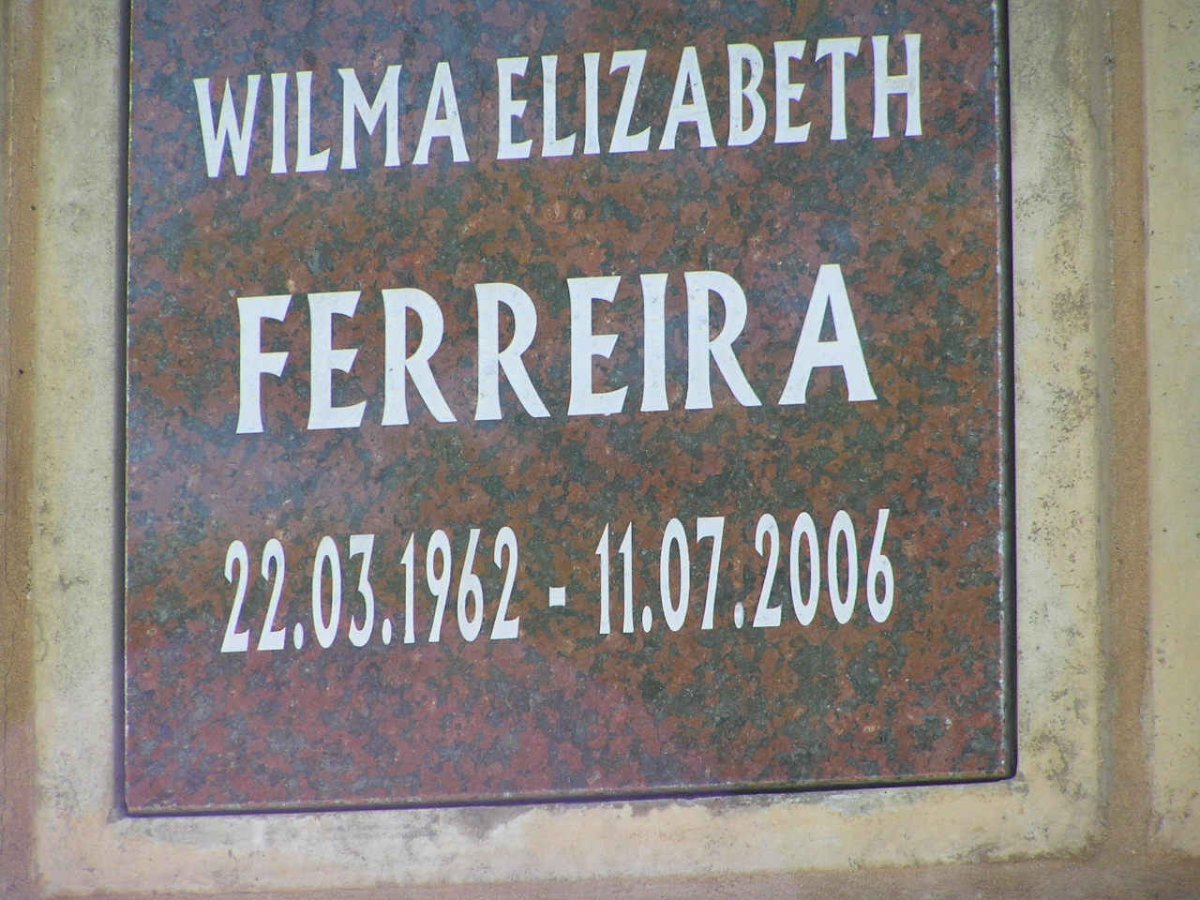 WILMA ELIZABETH
FERREIRA
22.03.1962 - 11.07.2006